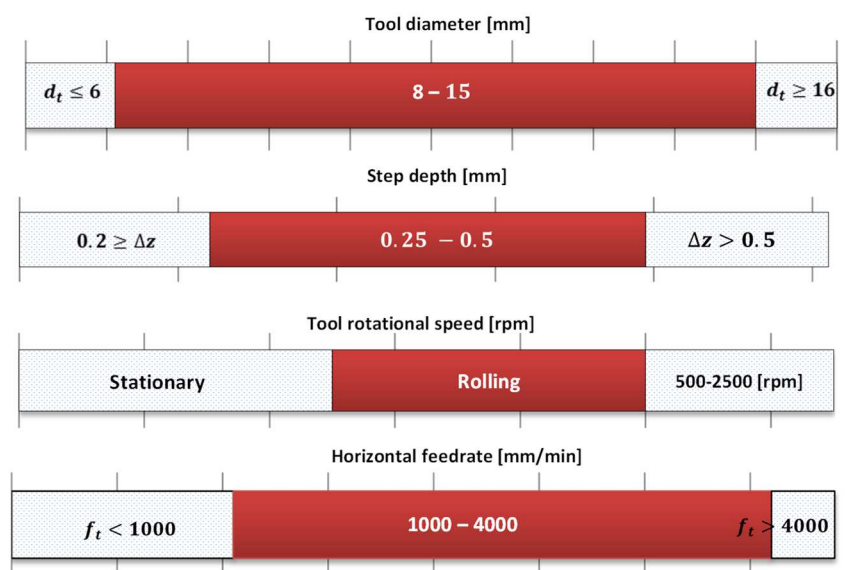 Tool diameter [mm]
d_t ≤ 6 8 – 15 d_t ≥ 16
Step depth [mm]
0.2 ≥ Δz 0.25 – 0.5 Δz > 0.5
Tool rotational speed [rpm]
Stationary Rolling 500-2500 [rpm]
Horizontal feedrate [mm/min]
f_t < 1000 1000 – 4000 f_t > 4000